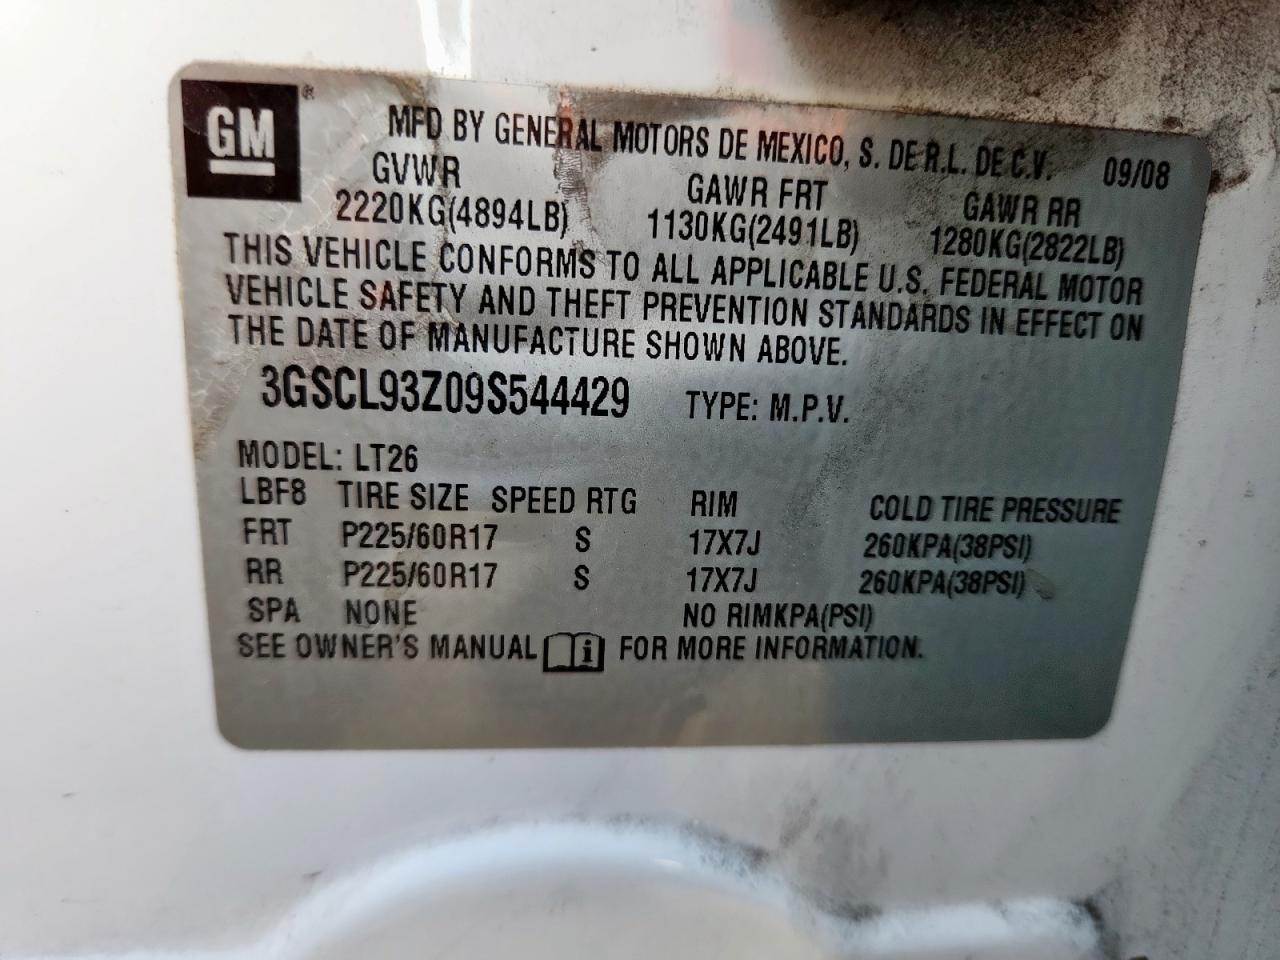 GM®
MFD BY GENERAL MOTORS DE MEXICO, S. DE R.L. DE C.V. 09/08
GVWR GAWR FRT GAWR RR
2220KG(4894LB) 1130KG(2491LB) 1280KG(2822LB)
THIS VEHICLE CONFORMS TO ALL APPLICABLE U.S. FEDERAL MOTOR
VEHICLE SAFETY AND THEFT PREVENTION STANDARDS IN EFFECT ON
THE DATE OF MANUFACTURE SHOWN ABOVE.
3GSCL93Z09S544429 TYPE: M.P.V.
MODEL: LT26
LBF8 TIRE SIZE SPEED RTG RIM COLD TIRE PRESSURE
FRT P225/60R17 S 17X7J 260KPA(38PSI)
RR P225/60R17 S 17X7J 260KPA(38PSI)
SPA NONE NO RIMKPA(PSI)
SEE OWNER'S MANUAL i FOR MORE INFORMATION.